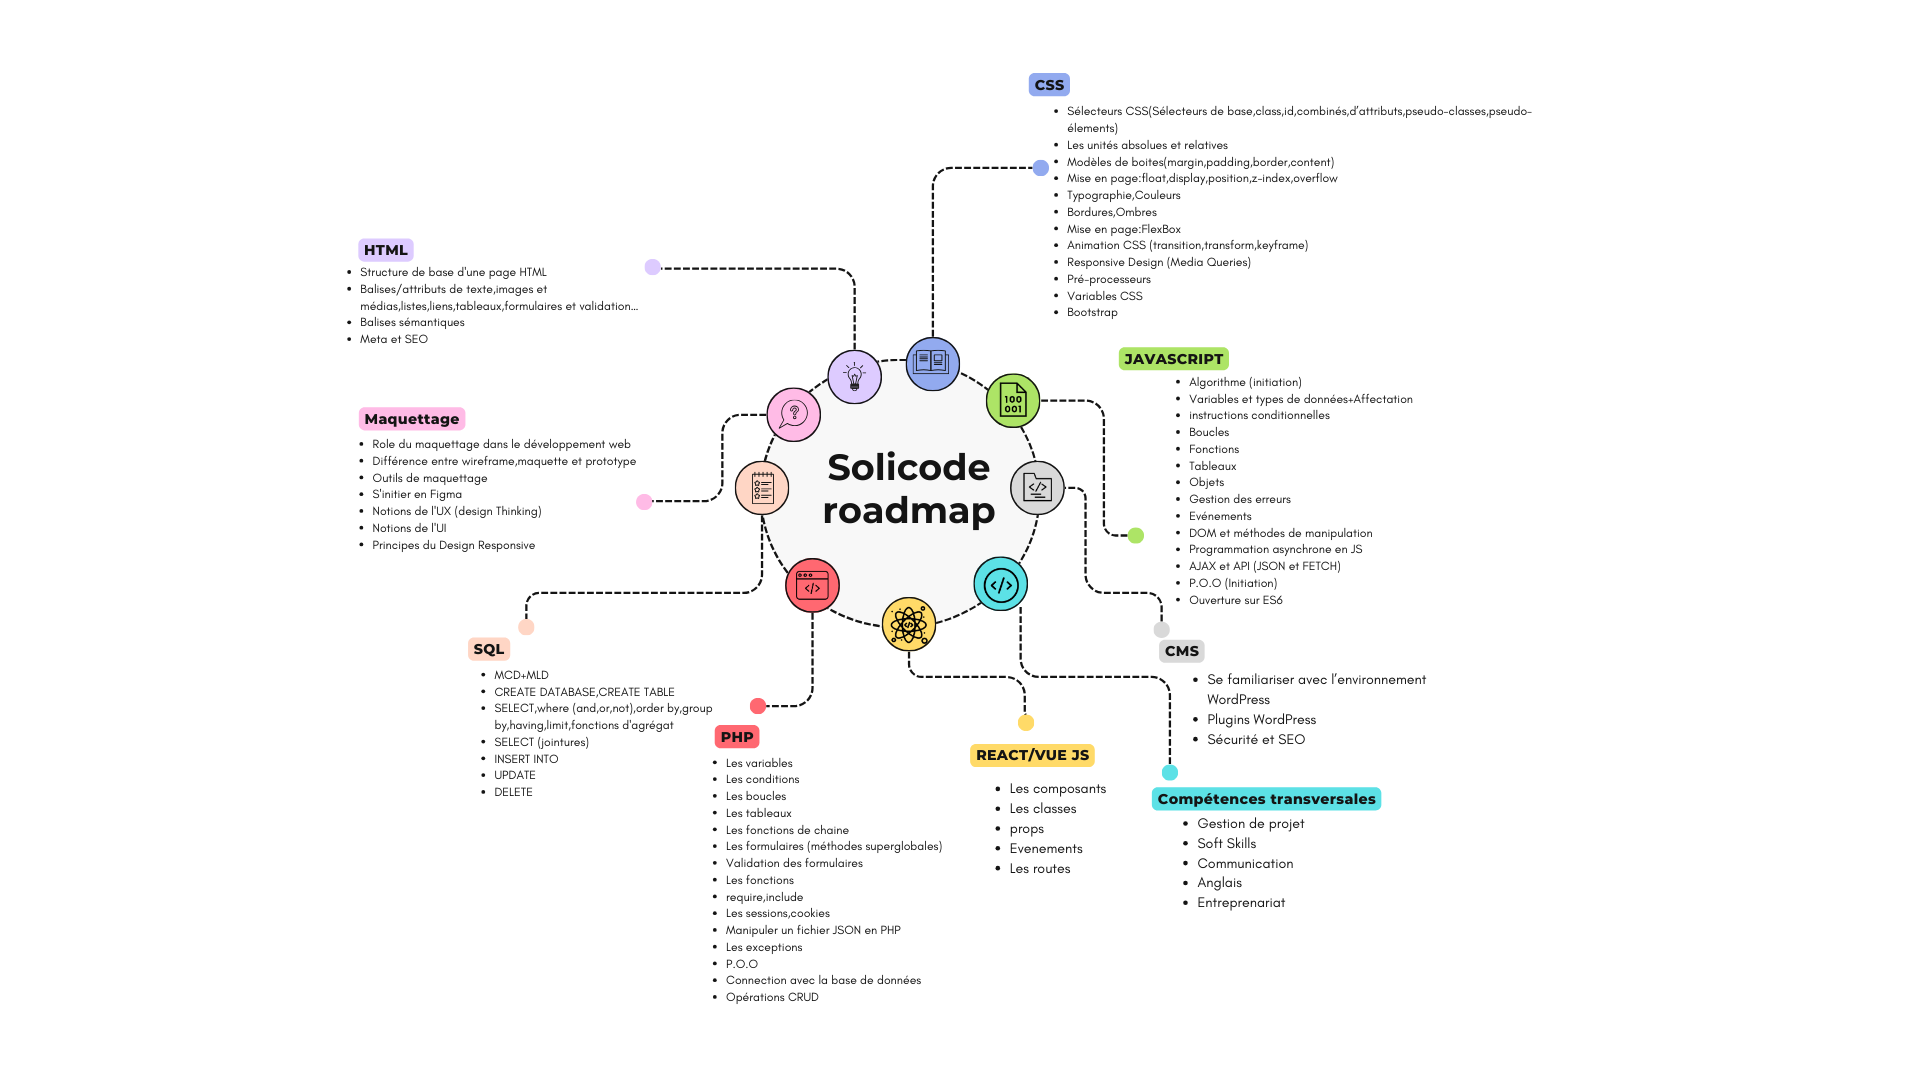 Solicode
roadmap
HTML
Structure de base d'une page HTML
Balises/attributs de texte,images et
médias,listes,liens,tableaux,formulaires et validation...
Balises sémantiques
Meta et SEO
CSS
Sélecteurs CSS(Sélecteurs de base,class,id,combinés,d'attributs,pseudo-classes,pseudo-
élements)
Les unités absolues et relatives
Modèles de boites(margin,padding,border,content)
Mise en page:float,display,position,z-index,overflow
Typographie,Couleurs
Bordures,Ombres
Mise en page:FlexBox
Animation CSS (transition,transform,keyframe)
Responsive Design (Media Queries)
Pré-processeurs
Variables CSS
Bootstrap
JAVASCRIPT
Algorithme (initiation)
Variables et types de données+Affectation
instructions conditionnelles
Boucles
Fonctions
Tableaux
Objets
Gestion des erreurs
Evénements
DOM et méthodes de manipulation
Programmation asynchrone en JS
AJAX et API (JSON et FETCH)
P.O.O (Initiation)
Ouverture sur ES6
Maquettage
Role du maquettage dans le développement web
Différence entre wireframe,maquette et prototype
Outils de maquettage
S'initier en Figma
Notions de l'UX (design Thinking)
Notions de l'UI
Principes du Design Responsive
100
001
SQL
MCD+MLD
CREATE DATABASE,CREATE TABLE
SELECT,where (and,or,not),order by,group
by,having,limit,fonctions d'agrégat
SELECT (jointures)
INSERT INTO
UPDATE
DELETE
PHP
Les variables
Les conditions
Les boucles
Les tableaux
Les fonctions de chaine
Les formulaires (méthodes superglobales)
Validation des formulaires
Les fonctions
require,include
Les sessions,cookies
Manipuler un fichier JSON en PHP
Les exceptions
P.O.O
Connection avec la base de données
Opérations CRUD
REACT/VUE JS
Les composants
Les classes
props
Evenements
Les routes
CMS
Se familiariser avec l'environnement
WordPress
Plugins WordPress
Sécurité et SEO
Compétences transversales
Gestion de projet
Soft Skills
Communication
Anglais
Entreprenariat